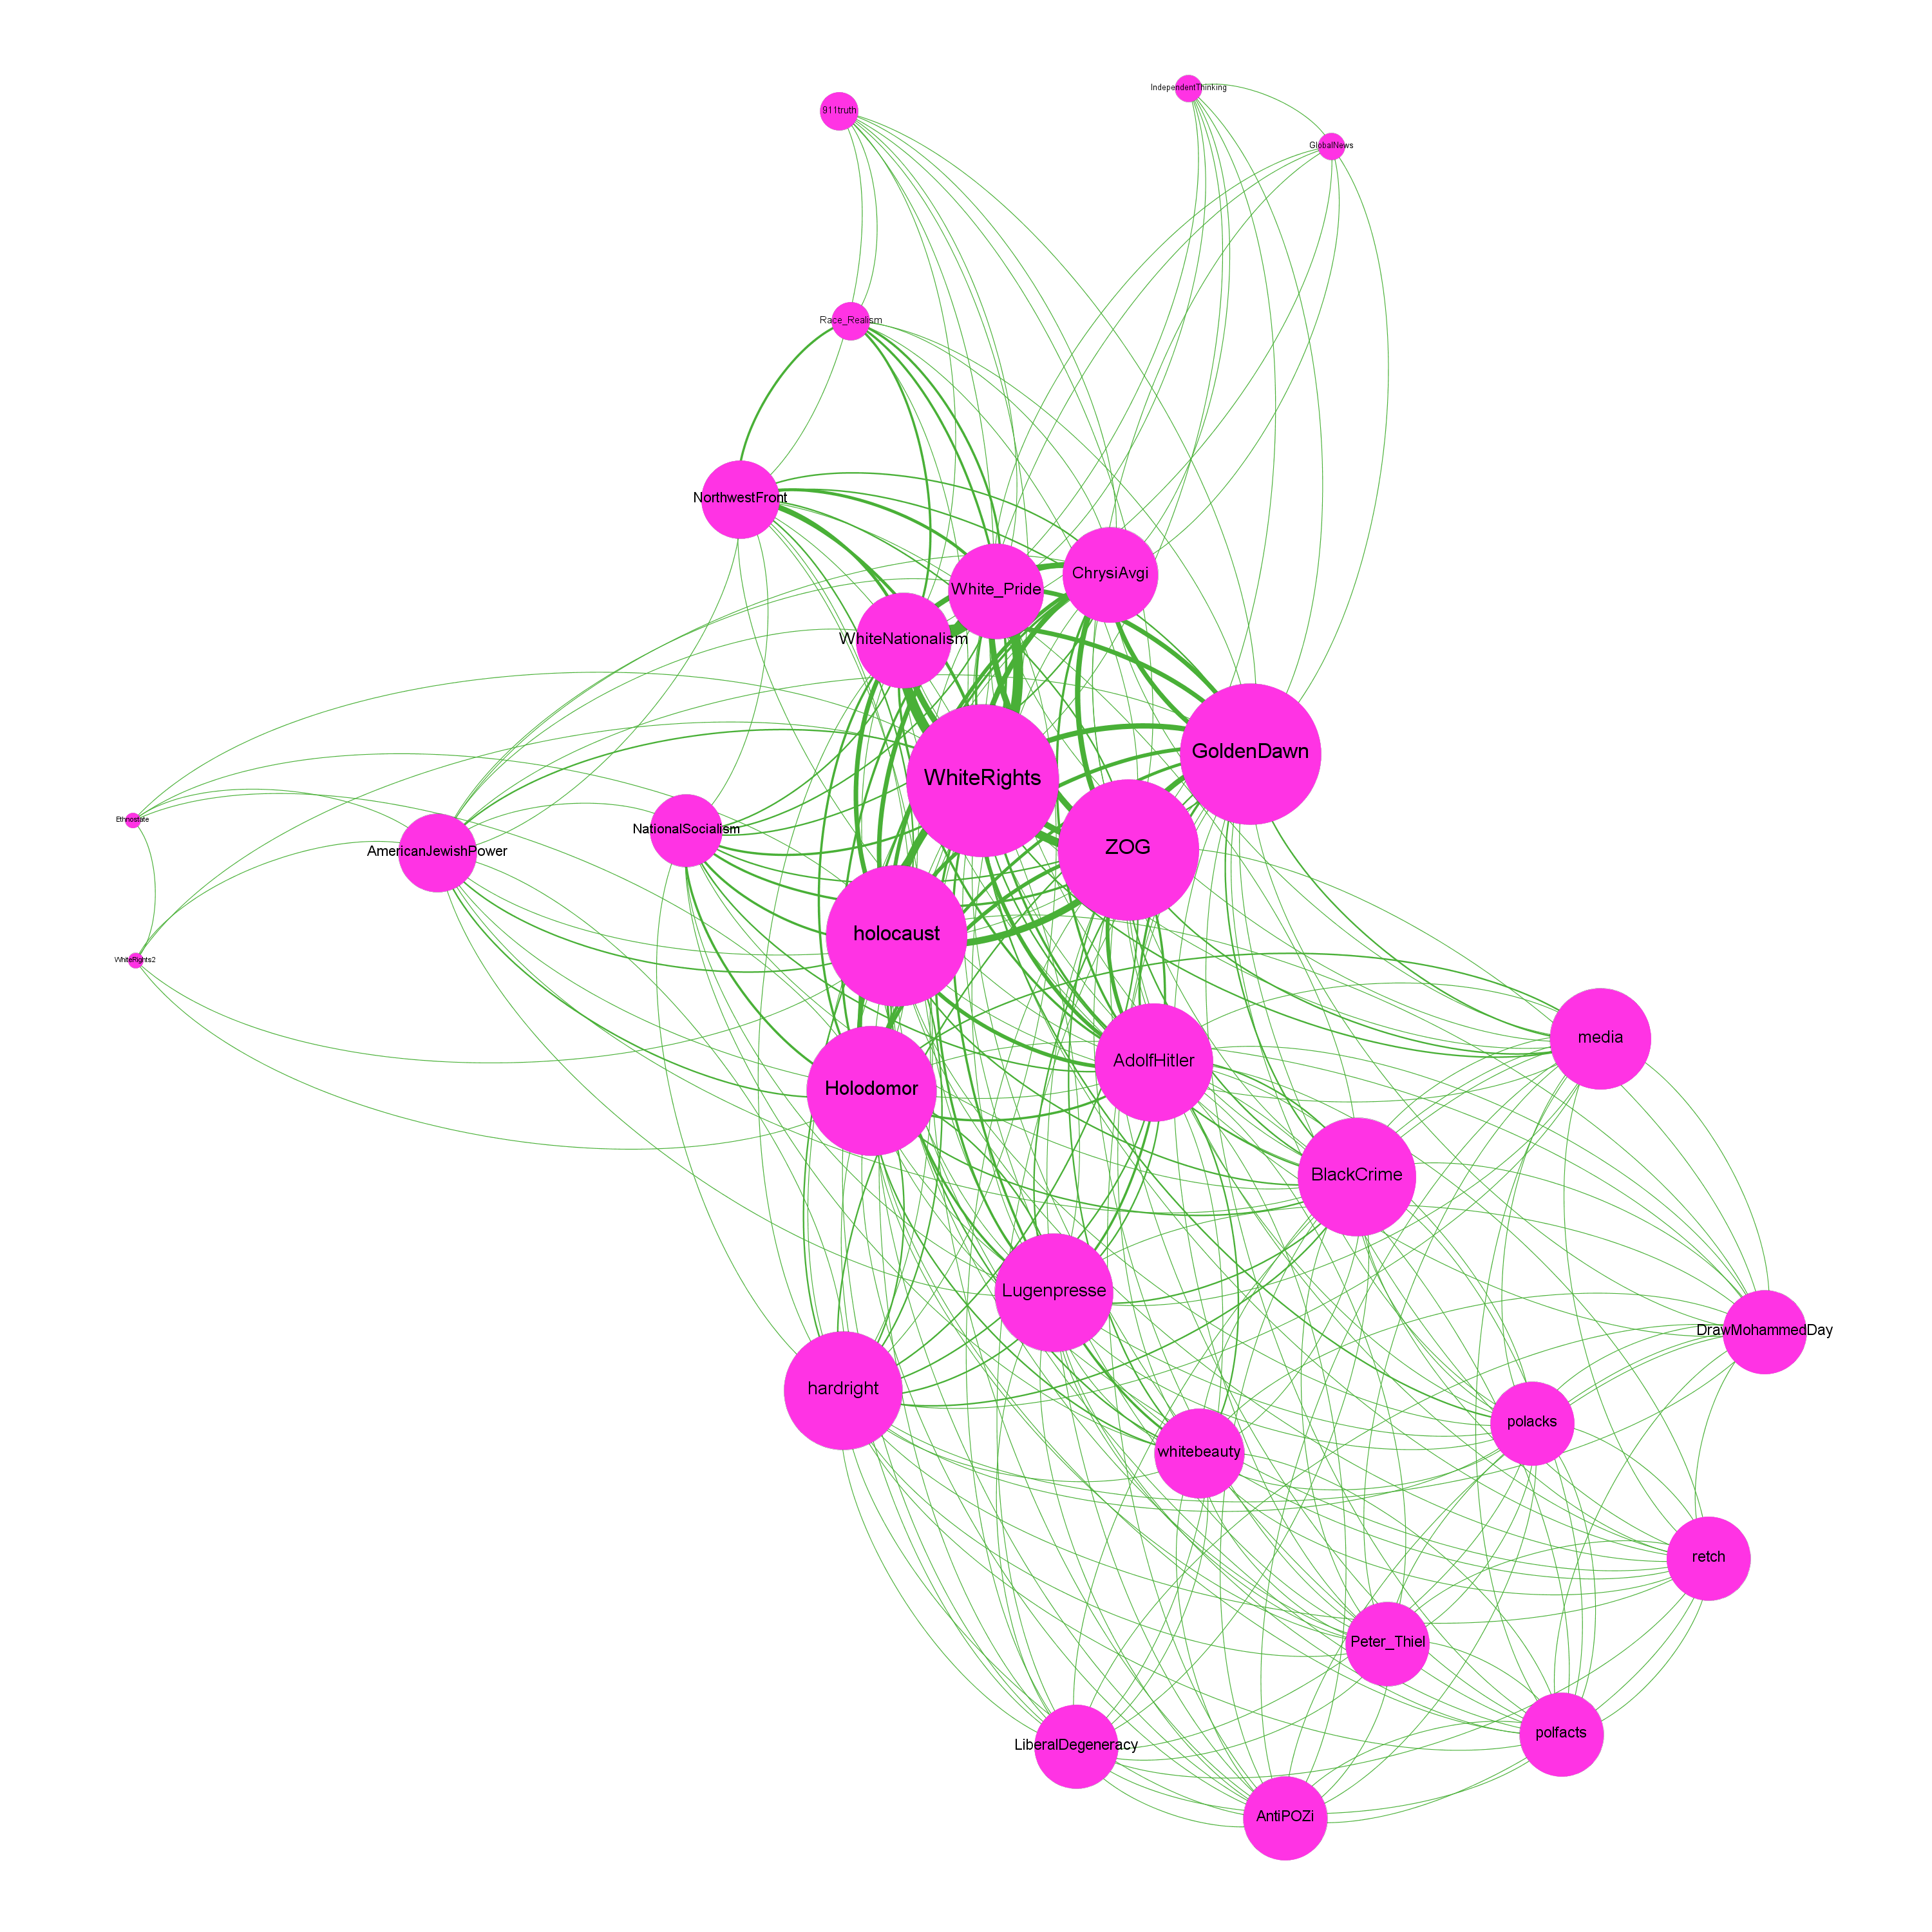 IndependentThinking
911truth
GlobalNews
Race_Realism
NorthwestFront
ChrysiAvgi
White_Pride
WhiteNationalism
GoldenDawn
WhiteRights
Ethnostate
NationalSocialism
ZOG
AmericanJewishPower
holocaust
WhiteRights2
media
AdolfHitler
Holodomor
BlackCrime
Lugenpresse
DrawMohammedDay
hardright
polacks
whitebeauty
retch
Peter_Thiel
polfacts
LiberalDegeneracy
AntiPOZi